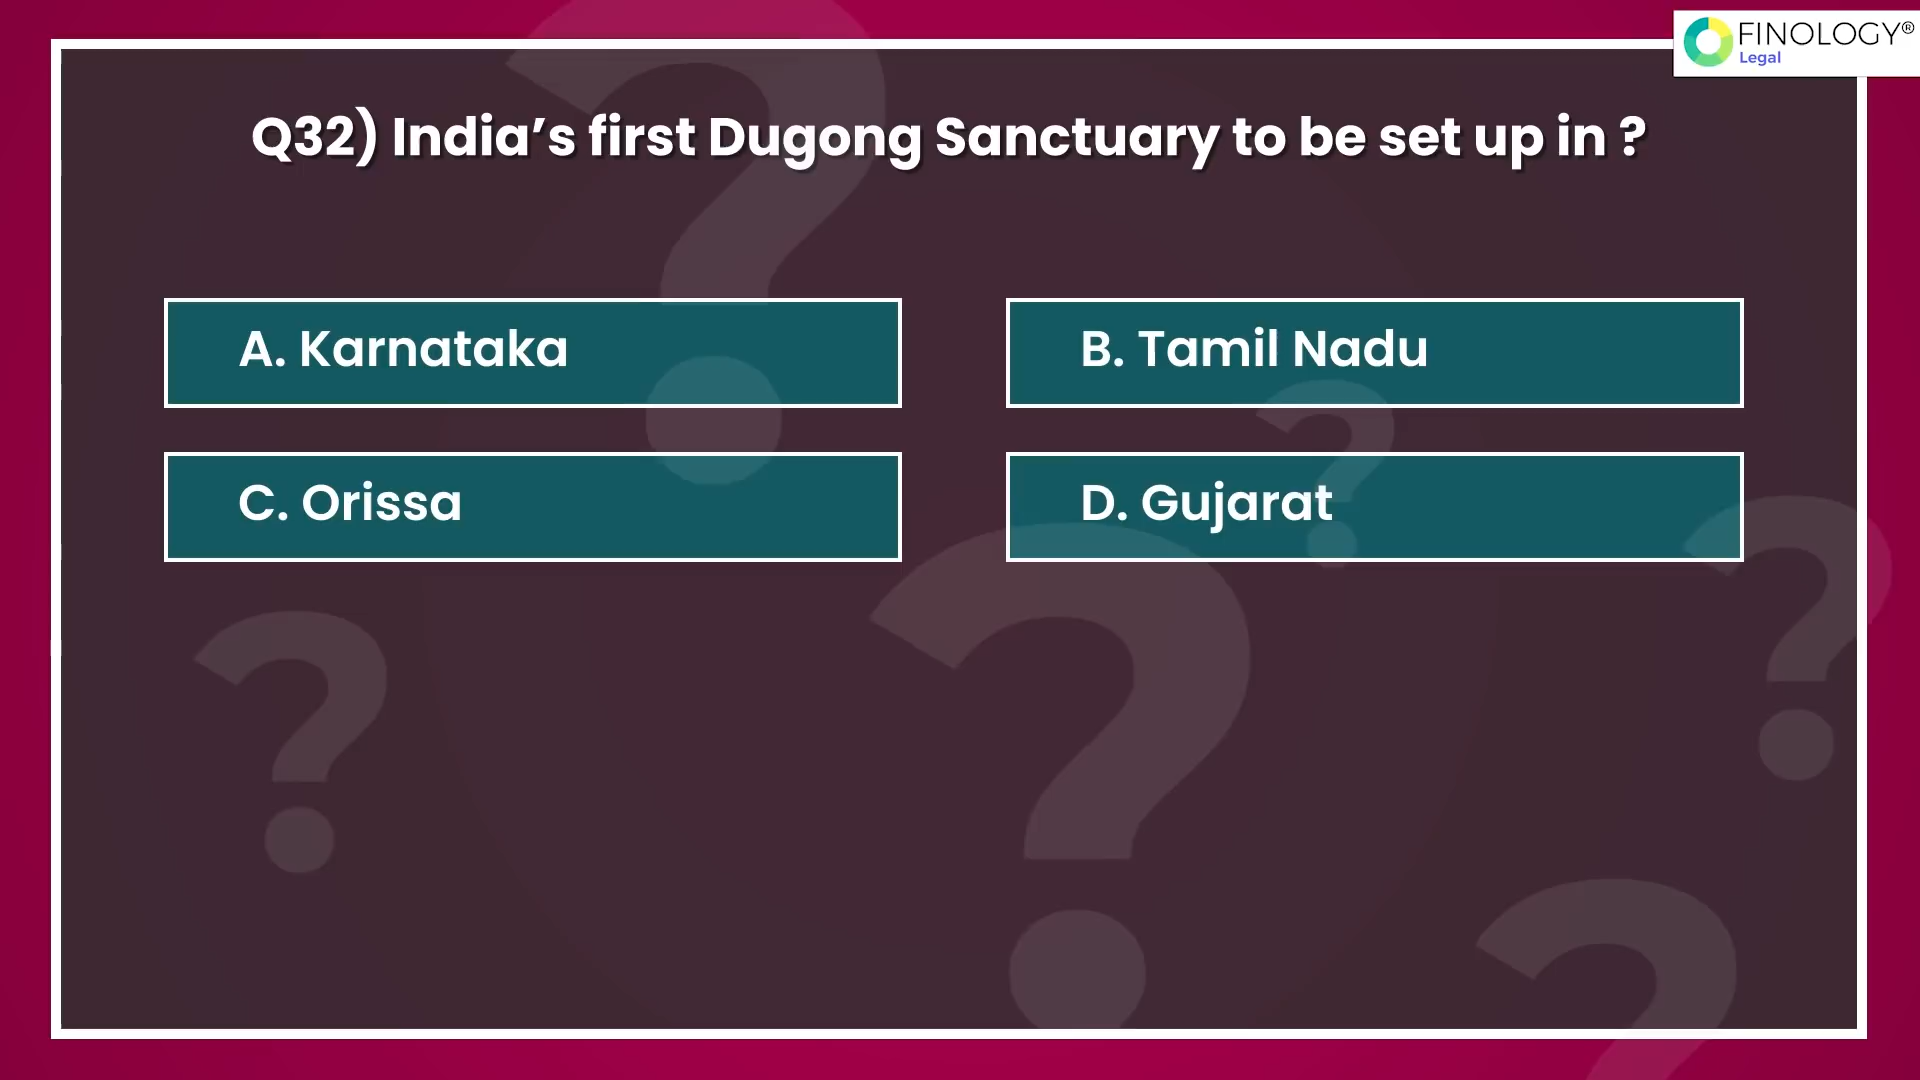 FINOLOGY®
Legal
Q32) India’s first Dugong Sanctuary to be set up in ?
A. Karnataka
B. Tamil Nadu
C. Orissa
D. Gujarat